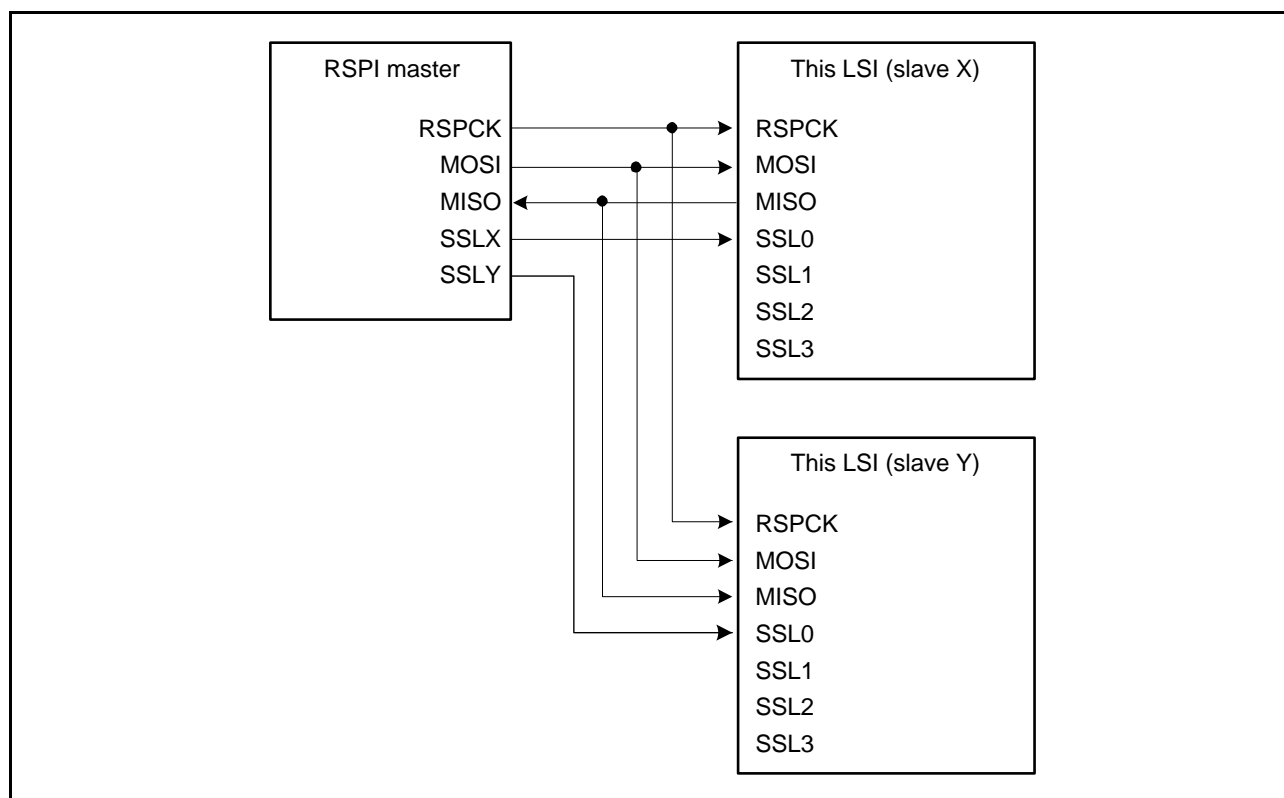 RSPI master
RSPCK
MOSI
MISO
SSLX
SSLY
This LSI (slave X)
RSPCK
MOSI
MISO
SSL0
SSL1
SSL2
SSL3
This LSI (slave Y)
RSPCK
MOSI
MISO
SSL0
SSL1
SSL2
SSL3